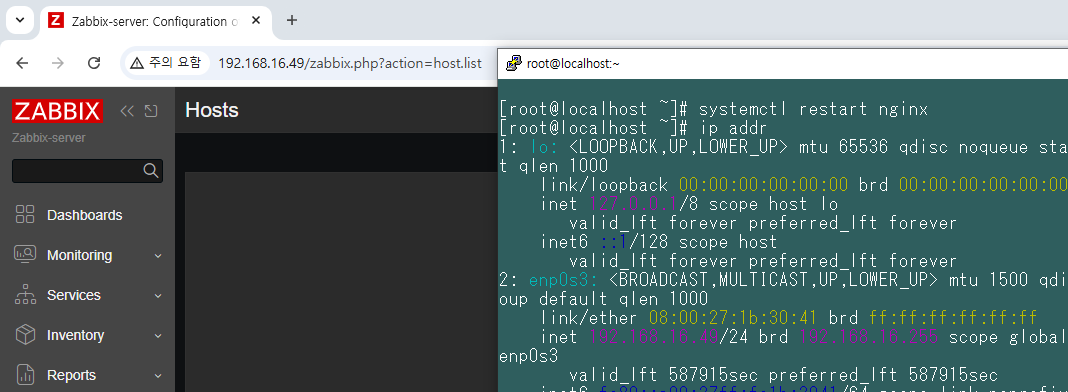 Zabbix-server: Configuration o
주의 요함
192.168.16.49/zabbix.php?action=host.list
ZABBIX
Zabbix-server
Hosts
Dashboards
Monitoring
Services
Inventory
Reports
root@localhost:~
[root@localhost ~]# systemctl restart nginx
[root@localhost ~]# ip addr
1: lo: <LOOPBACK,UP,LOWER_UP> mtu 65536 qdisc noqueue sta
t qlen 1000
link/loopback 00:00:00:00:00:00 brd 00:00:00:00:00:00
inet /8 scope host lo
valid_lft forever preferred_lft forever
inet6 ::1/128 scope host
valid_lft forever preferred_lft forever
2: enp0s3: <BROADCAST,MULTICAST,UP,LOWER_UP> mtu 1500 qdi
oup default qlen 1000
link/ether 08:00:27:1b:30:41 brd ff:ff:ff:ff:ff:ff
inet /24 brd scope global
enp0s3
valid_lft 587915sec preferred_lft 587915sec